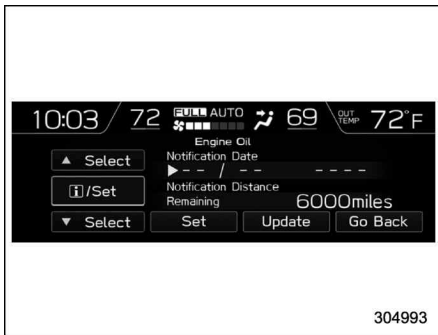 10:03 72 FULL AUTO 69 OUT TEMP 72°F
Engine Oil
▲ Select
Notification Date
▶-- / -- ----
i/Set
Notification Distance
Remaining 6000miles
▼ Select Set Update Go Back
304993